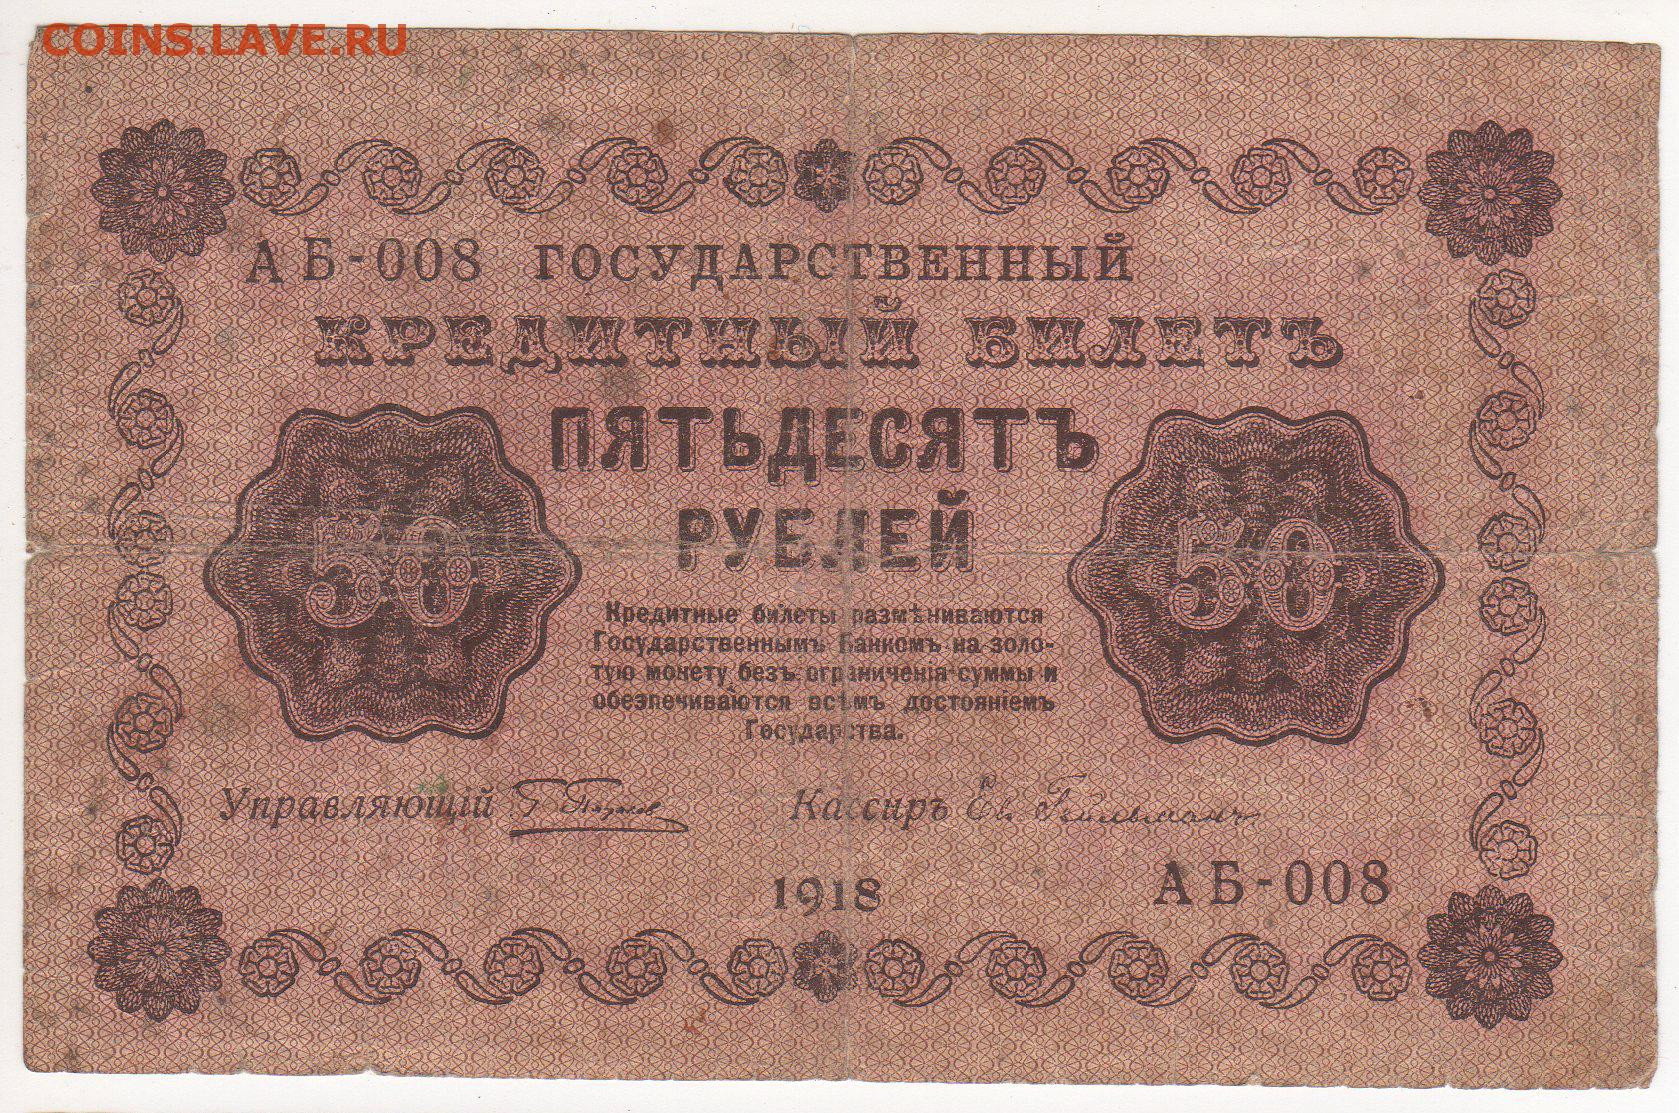 COINS.LAVE.RU
АБ-008 ГОСУДАРСТВЕННЫЙ
КРЕДИТНЫЙ БИЛЕТЪ
ПЯТЬДЕСЯТЪ
РУБЛЕЙ
50 50
Кредитные билеты размѣниваются
Государственнымъ Банкомъ на золо-
тую монету безъ ограниченія суммы и
обезпечиваются всѣмъ достояніемъ
Государства.
Управляющій Кассиръ
1918 АБ-008